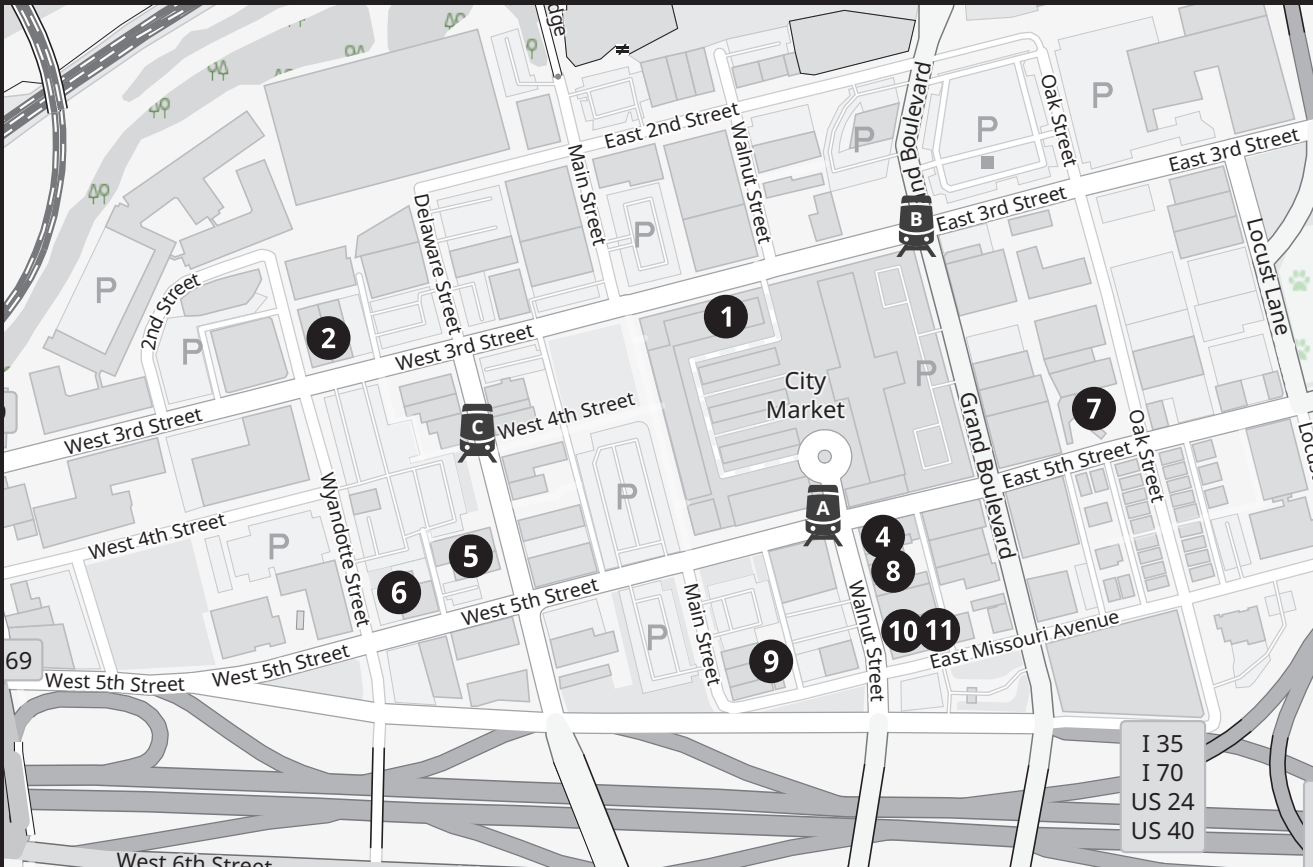 dge
East 2nd Street
Main Street
Walnut Street
Boulevard
Oak Street
P
P
P
East 3rd Street
East 3rd Street
B
Delaware Street
P
2nd Street
P
P
Locust Lane
1
2
West 3rd Street
West 3rd Street
City
Market
P
C
West 4th Street
7
Grand Boulevard
Oak Street
East 5th Street
Locus
Wyandotte Street
P
A
West 4th Street
P
4
5
8
6
West 5th Street
Main Street
P
Walnut Street
10
11
East Missouri Avenue
9
69
West 5th Street
West 5th Street
I 35
I 70
US 24
US 40
West 6th Street